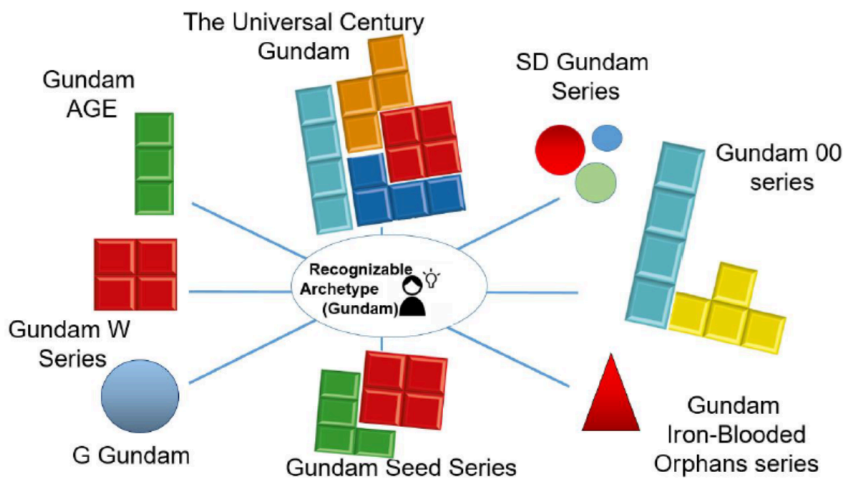 The Universal Century
Gundam
SD Gundam
Series
Gundam
AGE
Gundam 00
series
Recognizable
Archetype
(Gundam)
Gundam W
Series
G Gundam
Gundam Seed Series
Gundam
Iron-Blooded
Orphans series